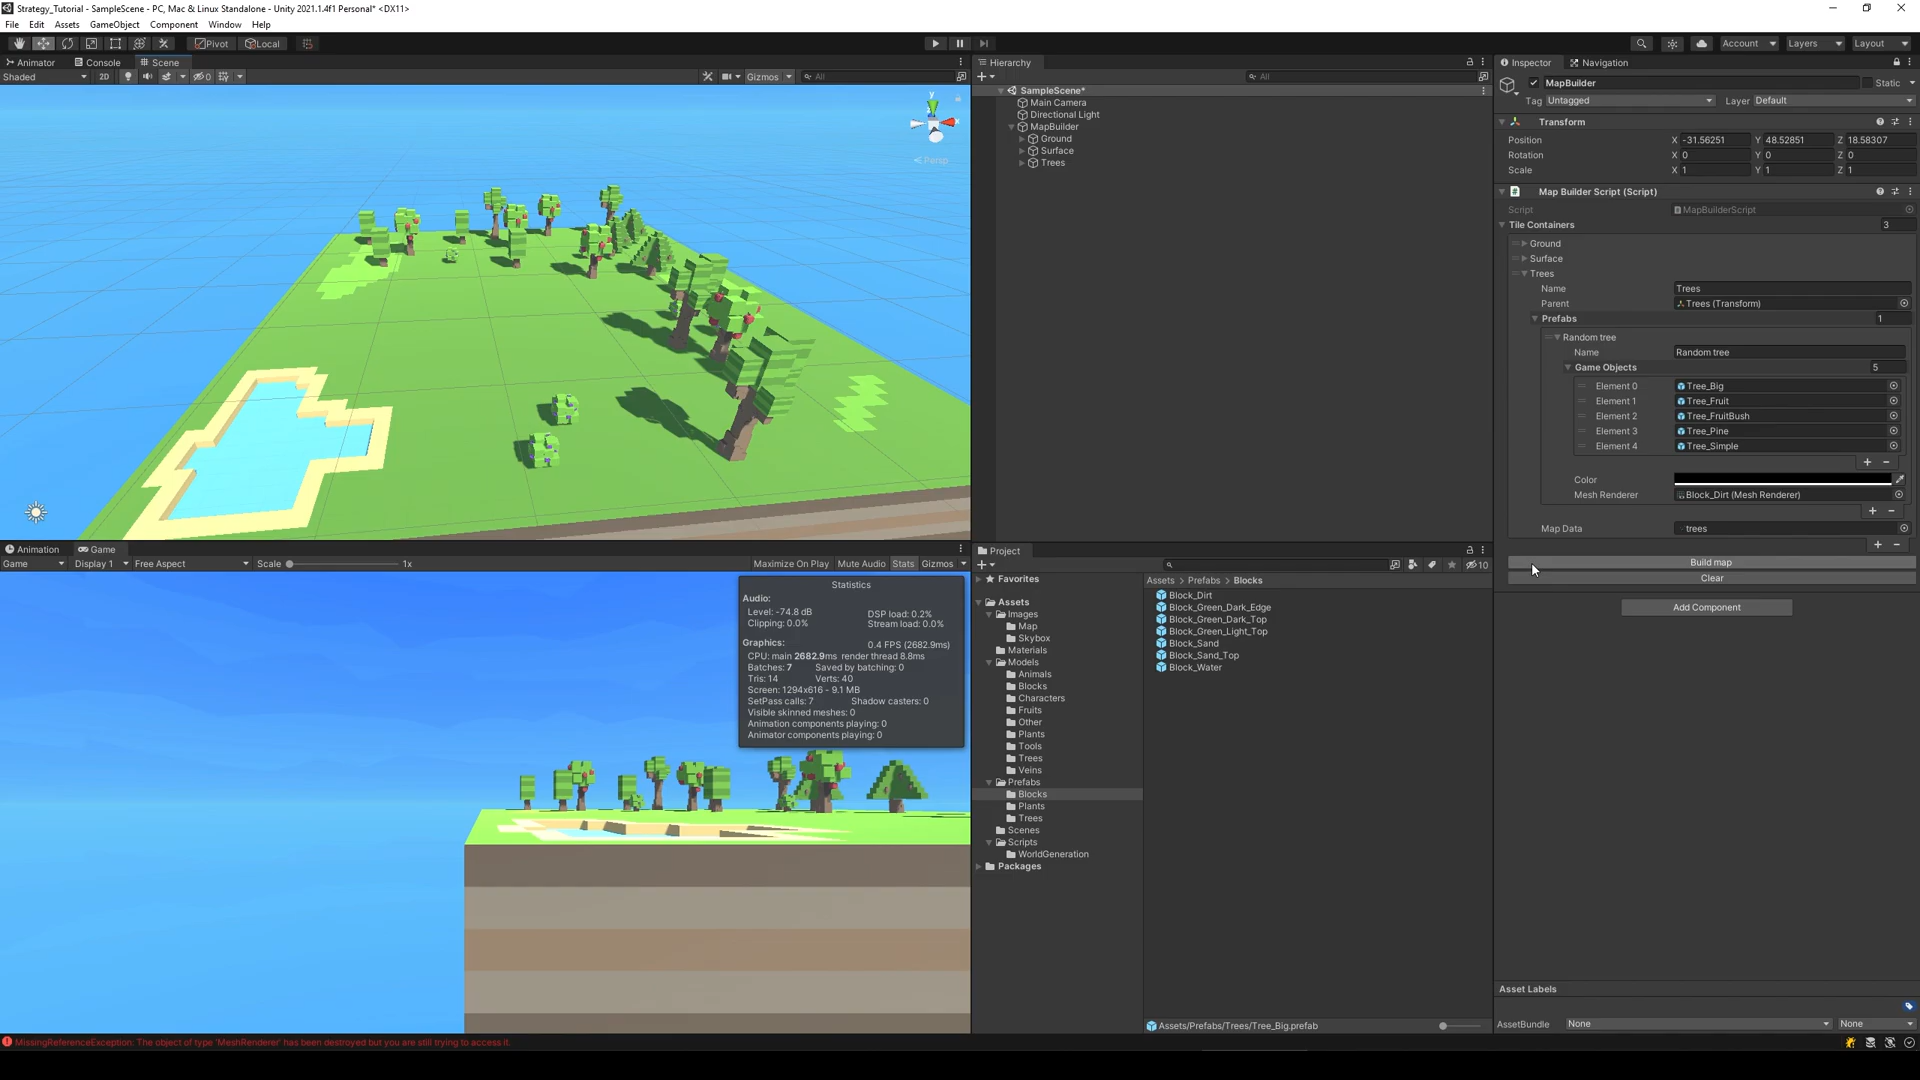 Strategy_Tutorial - SampleScene - PC, Mac & Linux Standalone - Unity 2021.1.4f1 Personal* <DX11>
File Edit Assets GameObject Component Window Help
Pivot Local Account Layers Layout
Animator Console Scene
Shaded 2D 0 Gizmos All
y
x
Persp
Hierarchy
All
SampleScene*
Main Camera
Directional Light
MapBuilder
Ground
Surface
Trees
Inspector Navigation
MapBuilder Static
Tag Untagged Layer Default
Transform
Position X -31.56251 Y 48.52851 Z 18.58307
Rotation X 0 Y 0 Z 0
Scale X 1 Y 1 Z 1
Map Builder Script (Script)
Script MapBuilderScript
Tile Containers 3
Ground
Surface
Trees
Name Trees
Parent Trees (Transform)
Prefabs 1
Random tree
Name Random tree
Game Objects 5
Element 0 Tree_Big
Element 1 Tree_Fruit
Element 2 Tree_FruitBush
Element 3 Tree_Pine
Element 4 Tree_Simple
Color
Mesh Renderer Block_Dirt (Mesh Renderer)
Map Data trees
Build map
Clear
Add Component
Asset Labels
AssetBundle None None
Animation Game
Game Display 1 Free Aspect Scale 1x Maximize On Play Mute Audio Stats Gizmos
Statistics
Audio:
Level: -74.8 dB DSP load: 0.2%
Clipping: 0.0% Stream load: 0.0%
Graphics: 0.4 FPS (2682.9ms)
CPU: main 2682.9ms render thread 8.8ms
Batches: 7 Saved by batching: 0
Tris: 14 Verts: 40
Screen: 1294x616 - 9.1 MB
SetPass calls: 7 Shadow casters: 0
Visible skinned meshes: 0
Animation components playing: 0
Animator components playing: 0
Project
10
Favorites
Assets
Images
Map
Skybox
Materials
Models
Animals
Blocks
Characters
Fruits
Other
Plants
Tools
Trees
Veins
Prefabs
Blocks
Plants
Trees
Scenes
Scripts
WorldGeneration
Packages
Assets > Prefabs > Blocks
Block_Dirt
Block_Green_Dark_Edge
Block_Green_Dark_Top
Block_Green_Light_Top
Block_Sand
Block_Sand_Top
Block_Water
Assets/Prefabs/Trees/Tree_Big.prefab
MissingReferenceException: The object of type 'MeshRenderer' has been destroyed but you are still trying to access it.